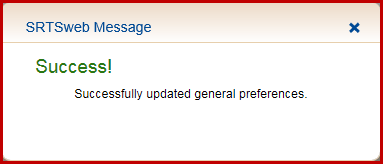 SRTSweb Message
Success!
Successfully updated general preferences.